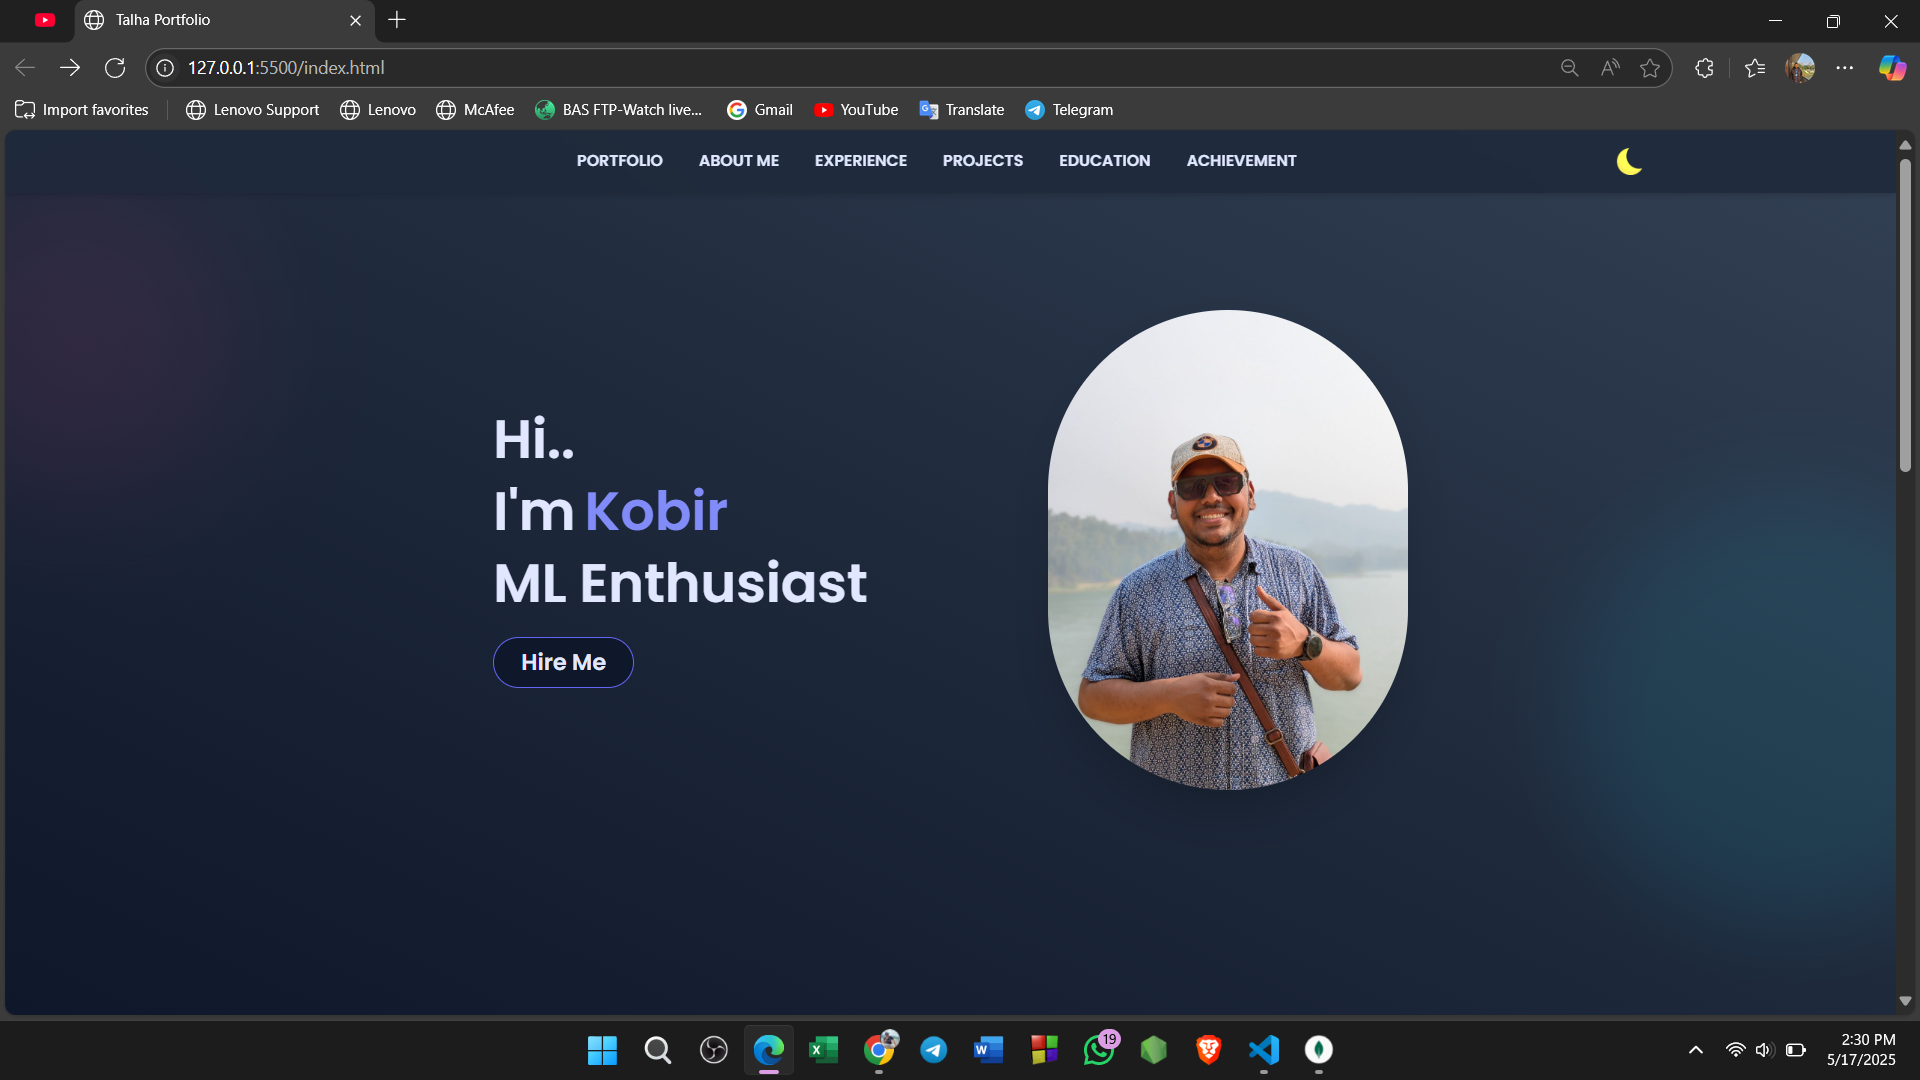 Talha Portfolio
127.0.0.1:5500/index.html
Import favorites
Lenovo Support
Lenovo
McAfee
BAS FTP-Watch live...
Gmail
YouTube
Translate
Telegram
PORTFOLIO ABOUT ME EXPERIENCE PROJECTS EDUCATION ACHIEVEMENT
Hi..
I'm Kobir
ML Enthusiast
Hire Me
19
2:30 PM
5/17/2025